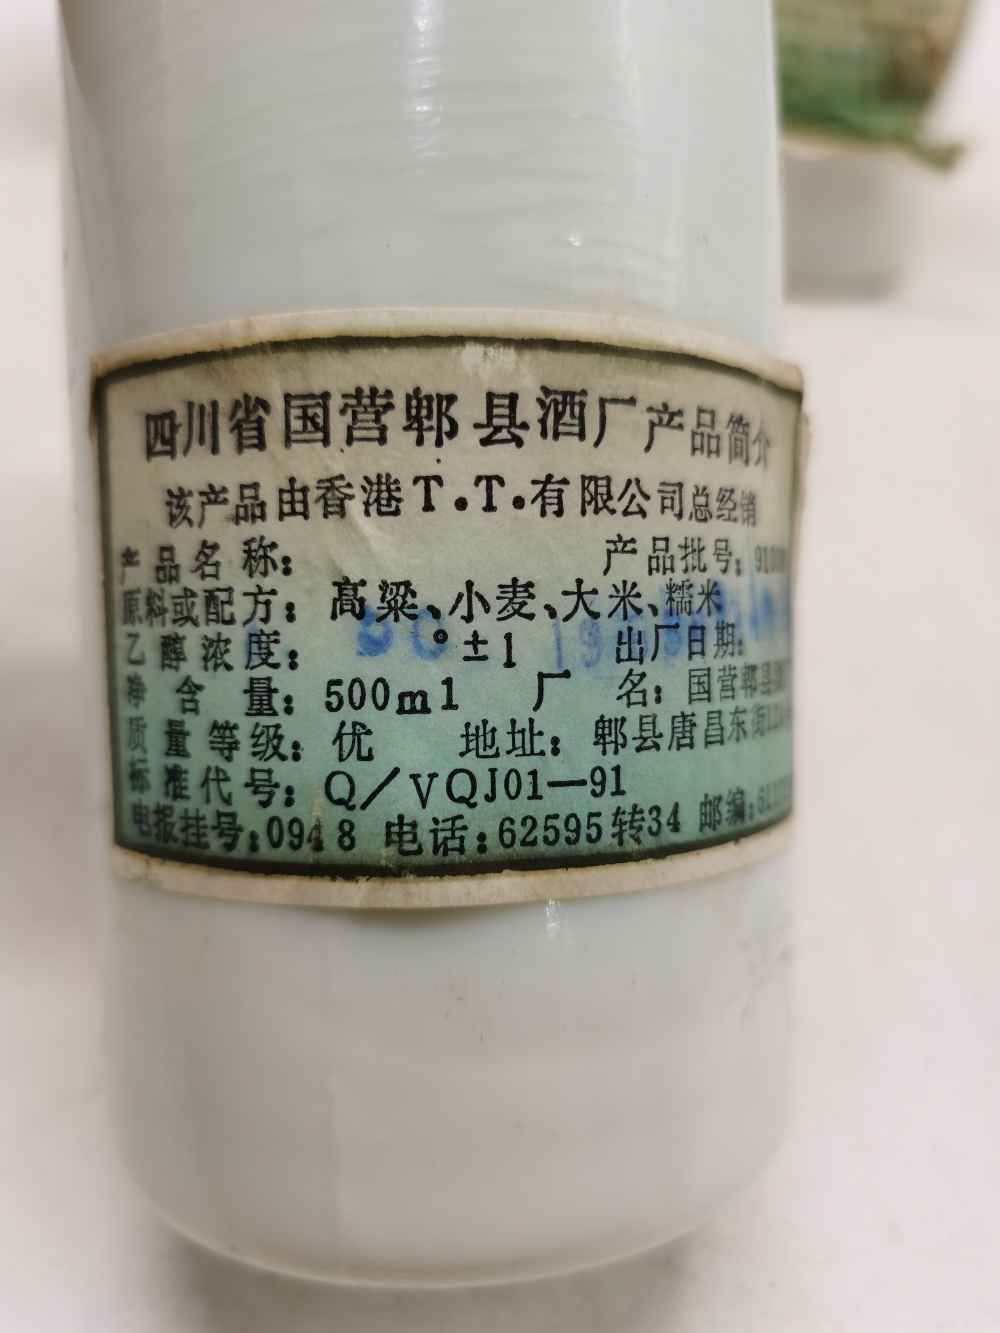 四川省国营郫县酒厂产品简介
该产品由香港T.T.有限公司总经销
产品名称: 产品批号:
原料或配方:高粱、小麦、大米、糯米
乙醇浓度: °±1 出厂日期:
净含量:500ml 厂名:国营郫县
质量等级:优 地址:郫县唐昌东街
标准代号:Q/VQJ01—91
电报挂号:0948 电话:62595转34 邮编: